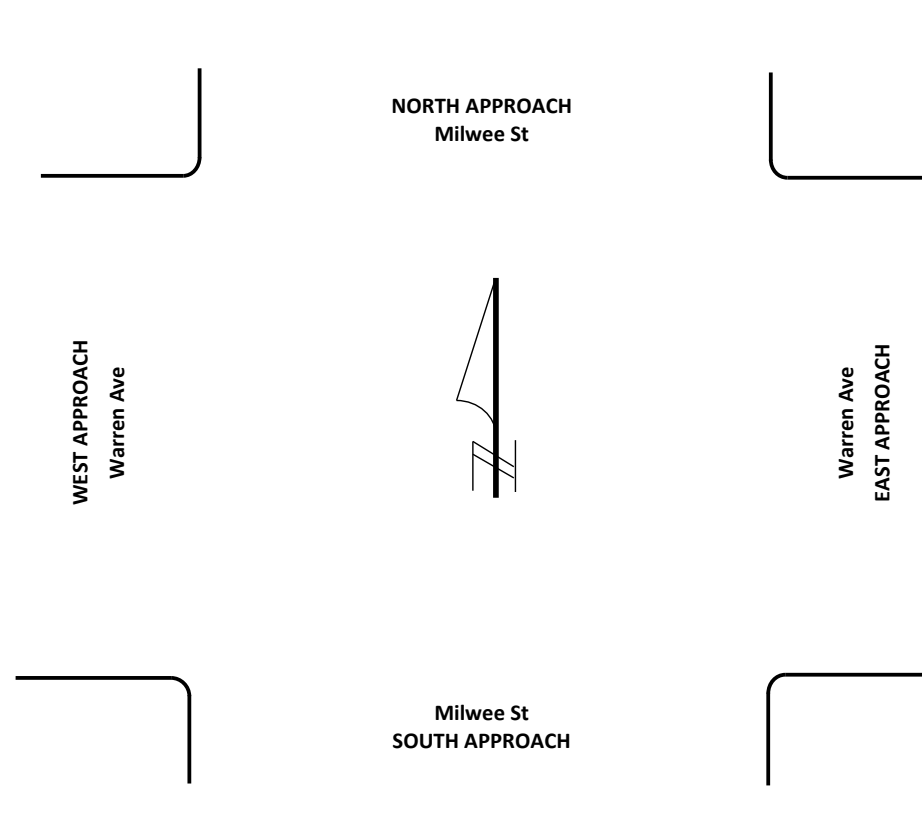 NORTH APPROACH
Milwee St
WEST APPROACH
Warren Ave
N
Warren Ave
EAST APPROACH
Milwee St
SOUTH APPROACH